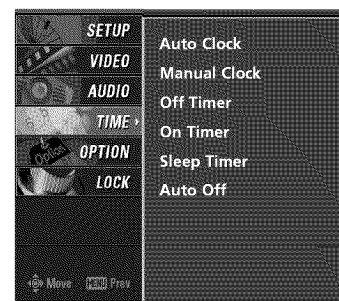 SETUP
VIDEO
AUDIO
TIME
OPTION
LOCK
Auto Clock
Manual Clock
Off Timer
On Timer
Sleep Timer
Auto Off
Move MENU Prev
Option